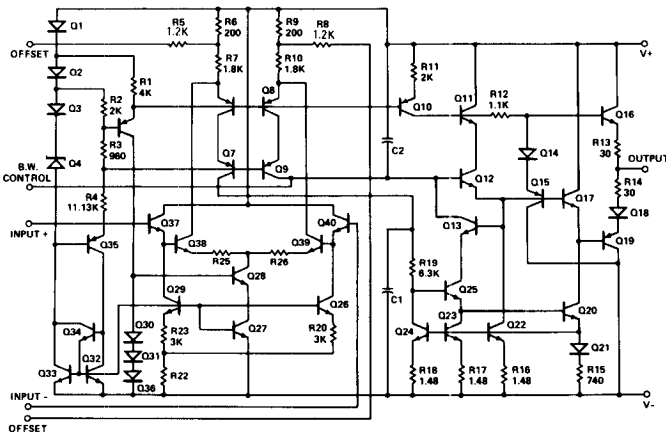 Q1
R5
1.2K
R6
200
R9
200
R8
1.2K
OFFSET
V+
Q2
R1
4K
R7
1.8K
R10
1.8K
Q8
R11
2K
Q10
Q11
R12
1.1K
Q16
Q3
R2
2K
R3
980
Q7
Q9
C2
R13
30
OUTPUT
Q4
B.W.
CONTROL
Q12
Q14
Q15
Q17
R14
30
Q18
R4
11.13K
Q37
Q40
Q13
Q19
INPUT +
Q35
Q38
Q39
R25
R26
R19
6.3K
Q28
Q25
Q29
Q26
C1
Q34
Q30
R23
3K
Q27
R20
3K
Q24
Q23
Q22
Q20
Q33
Q32
Q31
Q36
R22
Q21
R18
1.48
R17
1.48
R16
1.48
R15
740
INPUT -
V-
OFFSET